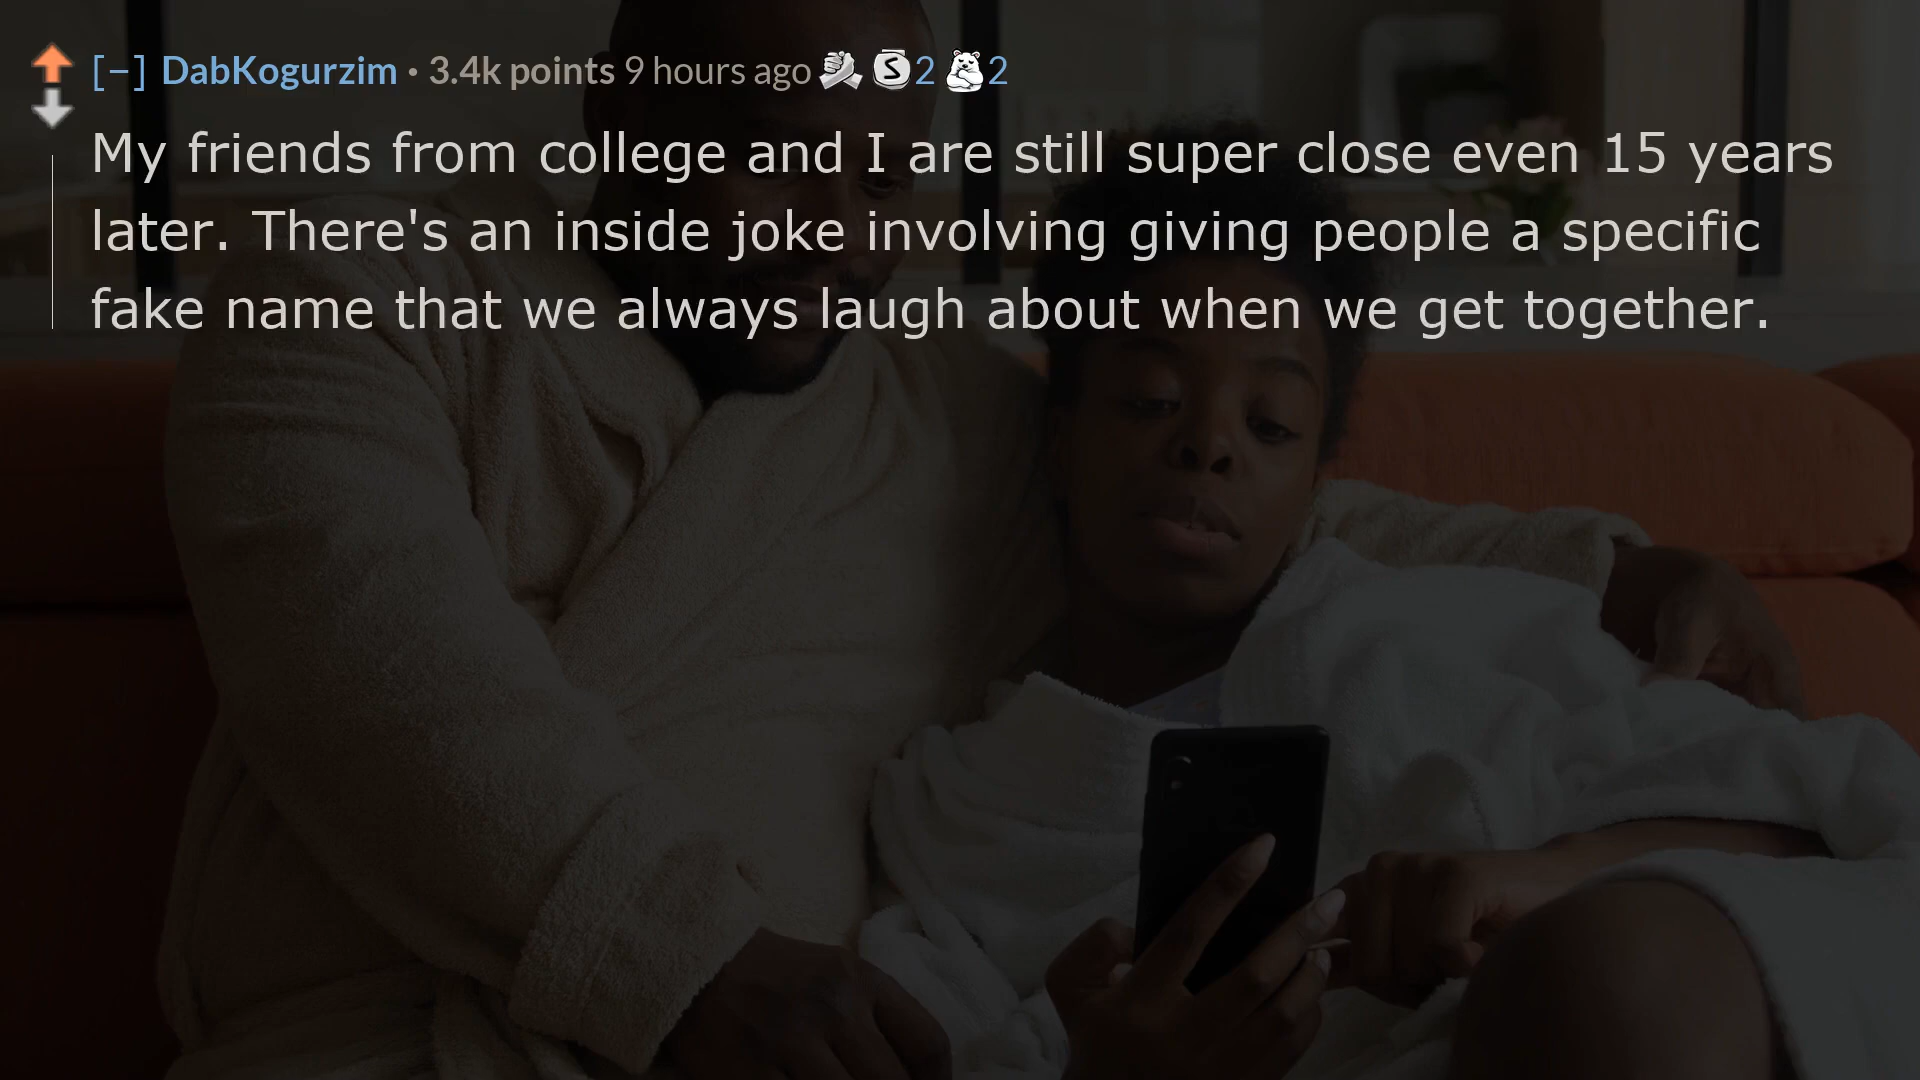 [–] DabKogurzim • 3.4k points 9 hours ago S 2 2
My friends from college and I are still super close even 15 years
later. There's an inside joke involving giving people a specific
fake name that we always laugh about when we get together.